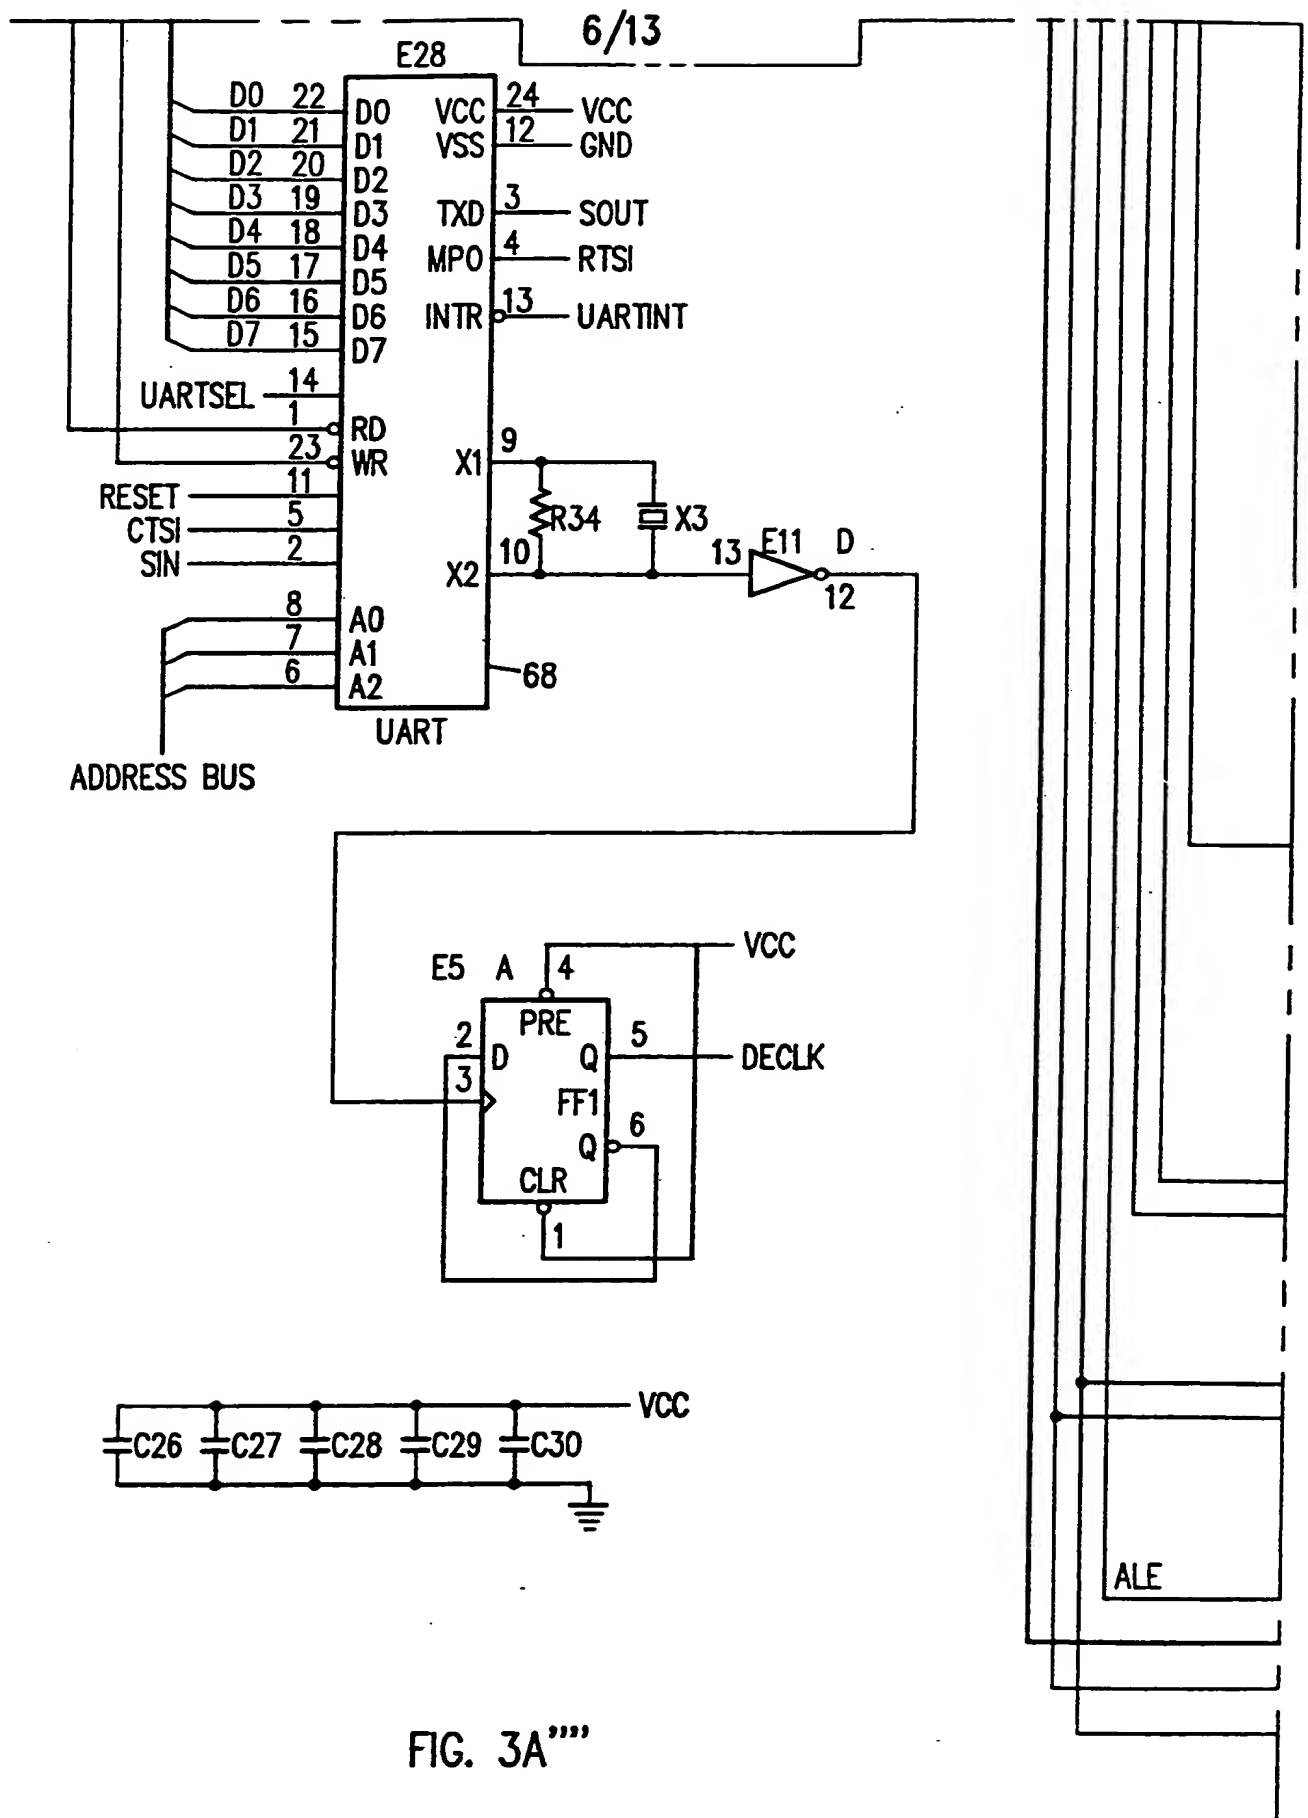 6/13
E28
D0 22 D0 VCC 24 VCC
D1 21 D1 VSS 12 GND
D2 20 D2
D3 19 D3 TXD 3 SOUT
D4 18 D4 MPO 4 RTSI
D5 17 D5
D6 16 D6 INTR 13 UARTINT
D7 15 D7
UARTSEL 14
1 RD
23 WR X1 9
RESET 11
CTSI 5 R34 X3
SIN 2 X2 10 13 E11 D
12
8 A0
7 A1
6 A2 68
UART
ADDRESS BUS
VCC
E5 A 4
PRE
2 D Q 5 DECLK
3 FF1
Q 6
CLR
1
VCC
C26 C27 C28 C29 C30
ALE
FIG. 3A""